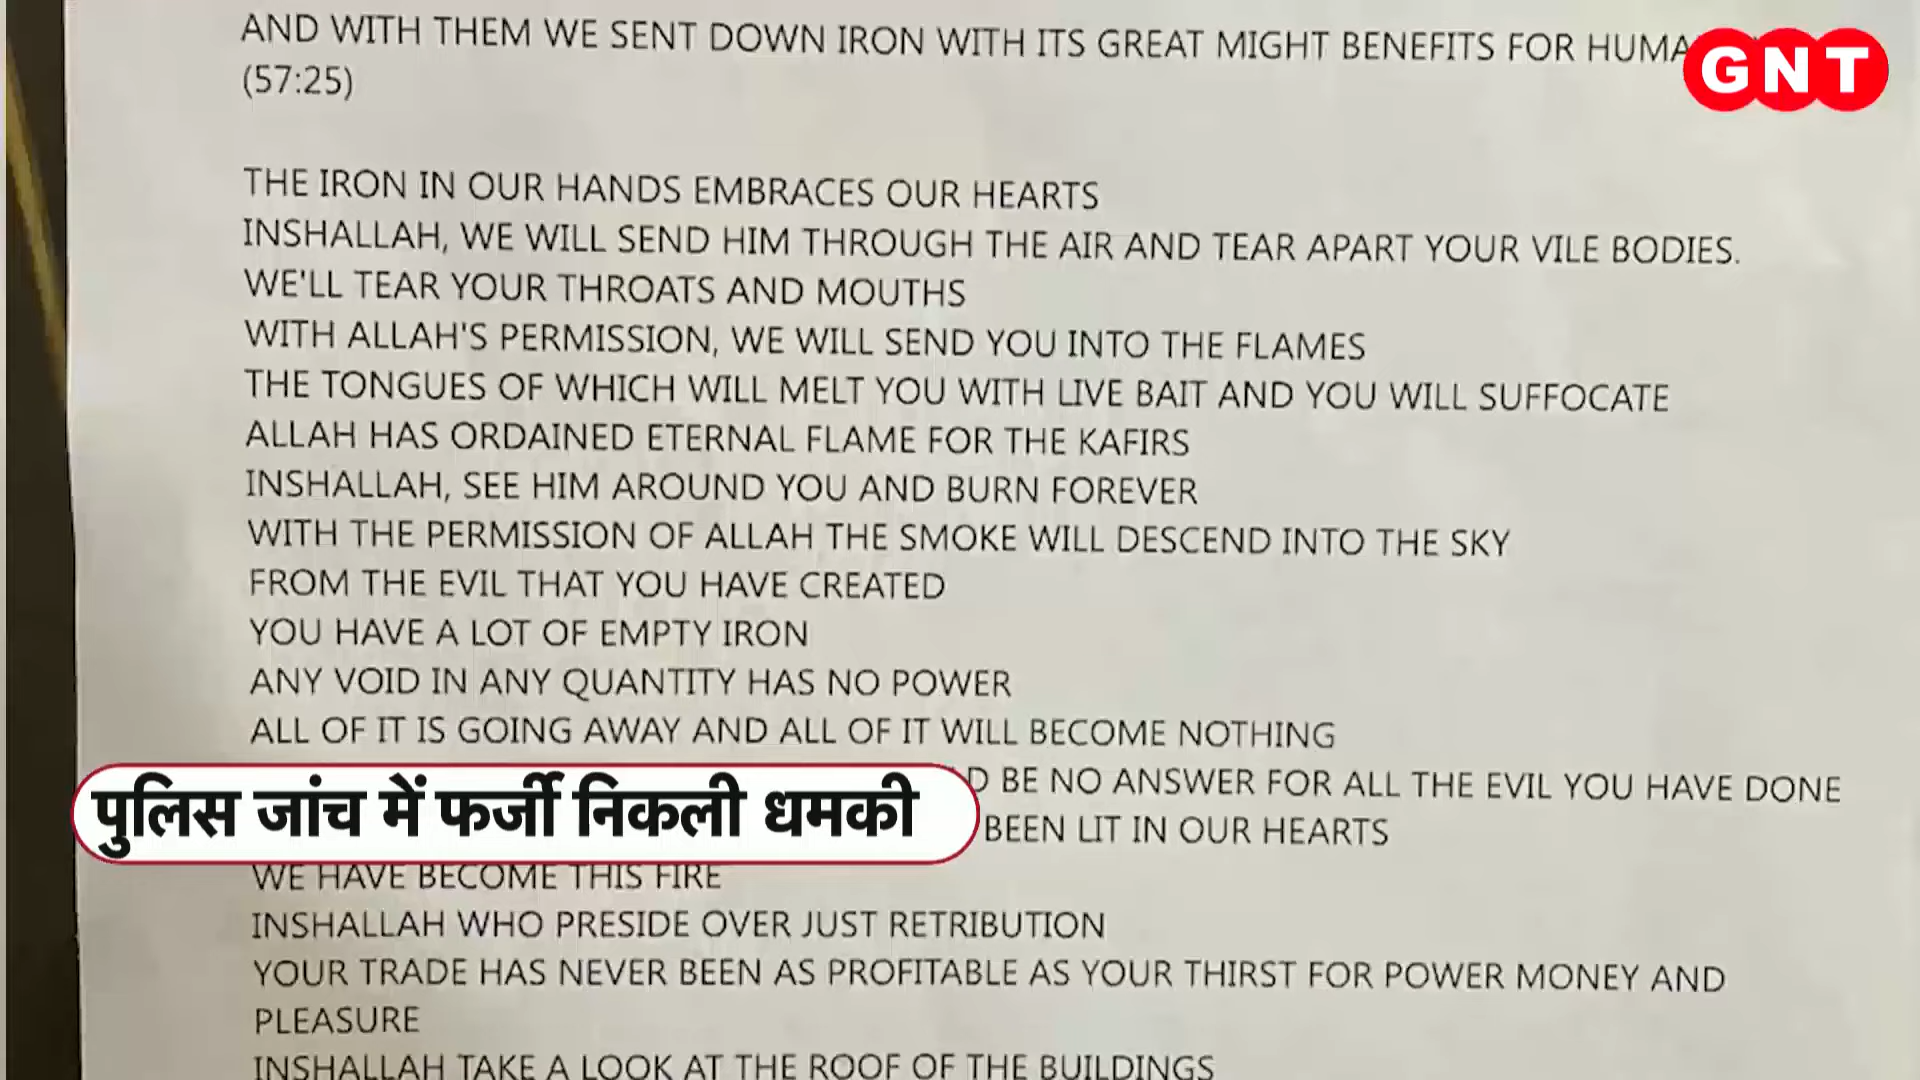 AND WITH THEM WE SENT DOWN IRON WITH ITS GREAT MIGHT BENEFITS FOR HUMA
(57:25)
GNT
THE IRON IN OUR HANDS EMBRACES OUR HEARTS
INSHALLAH, WE WILL SEND HIM THROUGH THE AIR AND TEAR APART YOUR VILE BODIES.
WE'LL TEAR YOUR THROATS AND MOUTHS
WITH ALLAH'S PERMISSION, WE WILL SEND YOU INTO THE FLAMES
THE TONGUES OF WHICH WILL MELT YOU WITH LIVE BAIT AND YOU WILL SUFFOCATE
ALLAH HAS ORDAINED ETERNAL FLAME FOR THE KAFIRS
INSHALLAH, SEE HIM AROUND YOU AND BURN FOREVER
WITH THE PERMISSION OF ALLAH THE SMOKE WILL DESCEND INTO THE SKY
FROM THE EVIL THAT YOU HAVE CREATED
YOU HAVE A LOT OF EMPTY IRON
ANY VOID IN ANY QUANTITY HAS NO POWER
ALL OF IT IS GOING AWAY AND ALL OF IT WILL BECOME NOTHING
BE NO ANSWER FOR ALL THE EVIL YOU HAVE DONE
पुलिस जांच में फर्जी निकली धमकी
BEEN LIT IN OUR HEARTS
WE HAVE BECOME THIS FIRE
INSHALLAH WHO PRESIDE OVER JUST RETRIBUTION
YOUR TRADE HAS NEVER BEEN AS PROFITABLE AS YOUR THIRST FOR POWER MONEY AND
PLEASURE
INSHALLAH TAKE A LOOK AT THE ROOF OF THE BUILDINGS